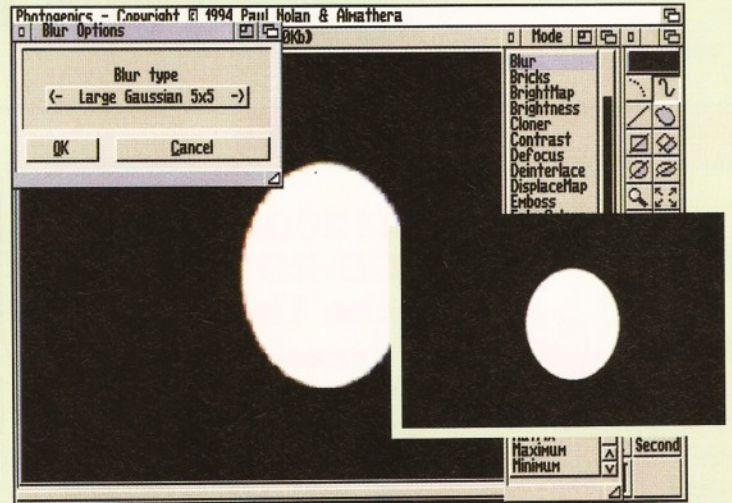 Photogenics - Copyright © 1994 Paul Nolan & Almathera
Blur Options
0Kb)
Mode
Blur type
<- Large Gaussian 5x5 ->
OK
Cancel
Blur
Bricks
BrightMap
Brightness
Cloner
Contrast
Defocus
Deinterlace
DisplaceMap
Emboss
Maximum
Minimum
Second